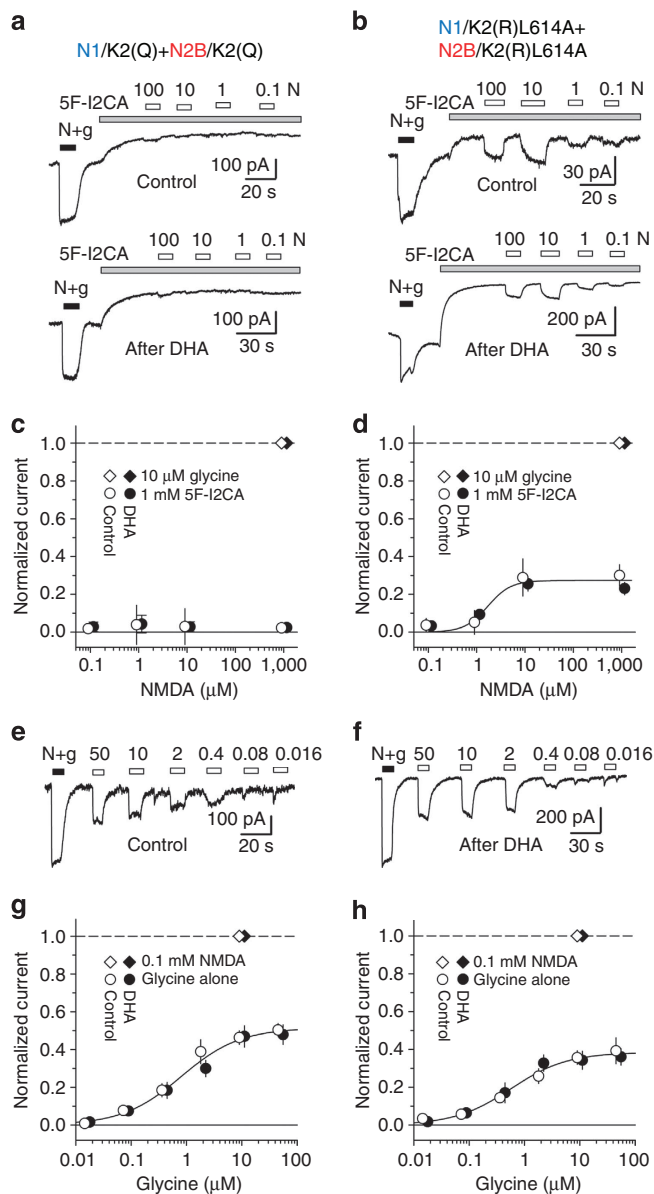 a
N1/K2(Q)+N2B/K2(Q)
100 10 1 0.1 N
5F-I2CA
N+g
100 pA
20 s
Control
100 10 1 0.1 N
5F-I2CA
N+g
100 pA
30 s
After DHA
b
N1/K2(R)L614A+
N2B/K2(R)L614A
100 10 1 0.1 N
5F-I2CA
N+g
30 pA
20 s
Control
100 10 1 0.1 N
5F-I2CA
N+g
200 pA
30 s
After DHA
c
Normalized current
1.0
0.8
0.6
0.4
0.2
0.0
10 μM glycine
1 mM 5F-I2CA
DHA
Control
0.1 1 10 100 1,000
NMDA (μM)
d
Normalized current
1.0
0.8
0.6
0.4
0.2
0.0
10 μM glycine
1 mM 5F-I2CA
DHA
Control
0.1 1 10 100 1,000
NMDA (μM)
e
N+g 50 10 2 0.4 0.08 0.016
100 pA
20 s
Control
f
N+g 50 10 2 0.4 0.08 0.016
200 pA
30 s
After DHA
g
Normalized current
1.0
0.8
0.6
0.4
0.2
0.0
0.1 mM NMDA
Glycine alone
DHA
Control
0.01 0.1 1 10 100
Glycine (μM)
h
Normalized current
1.0
0.8
0.6
0.4
0.2
0.0
0.1 mM NMDA
Glycine alone
DHA
Control
0.01 0.1 1 10 100
Glycine (μM)